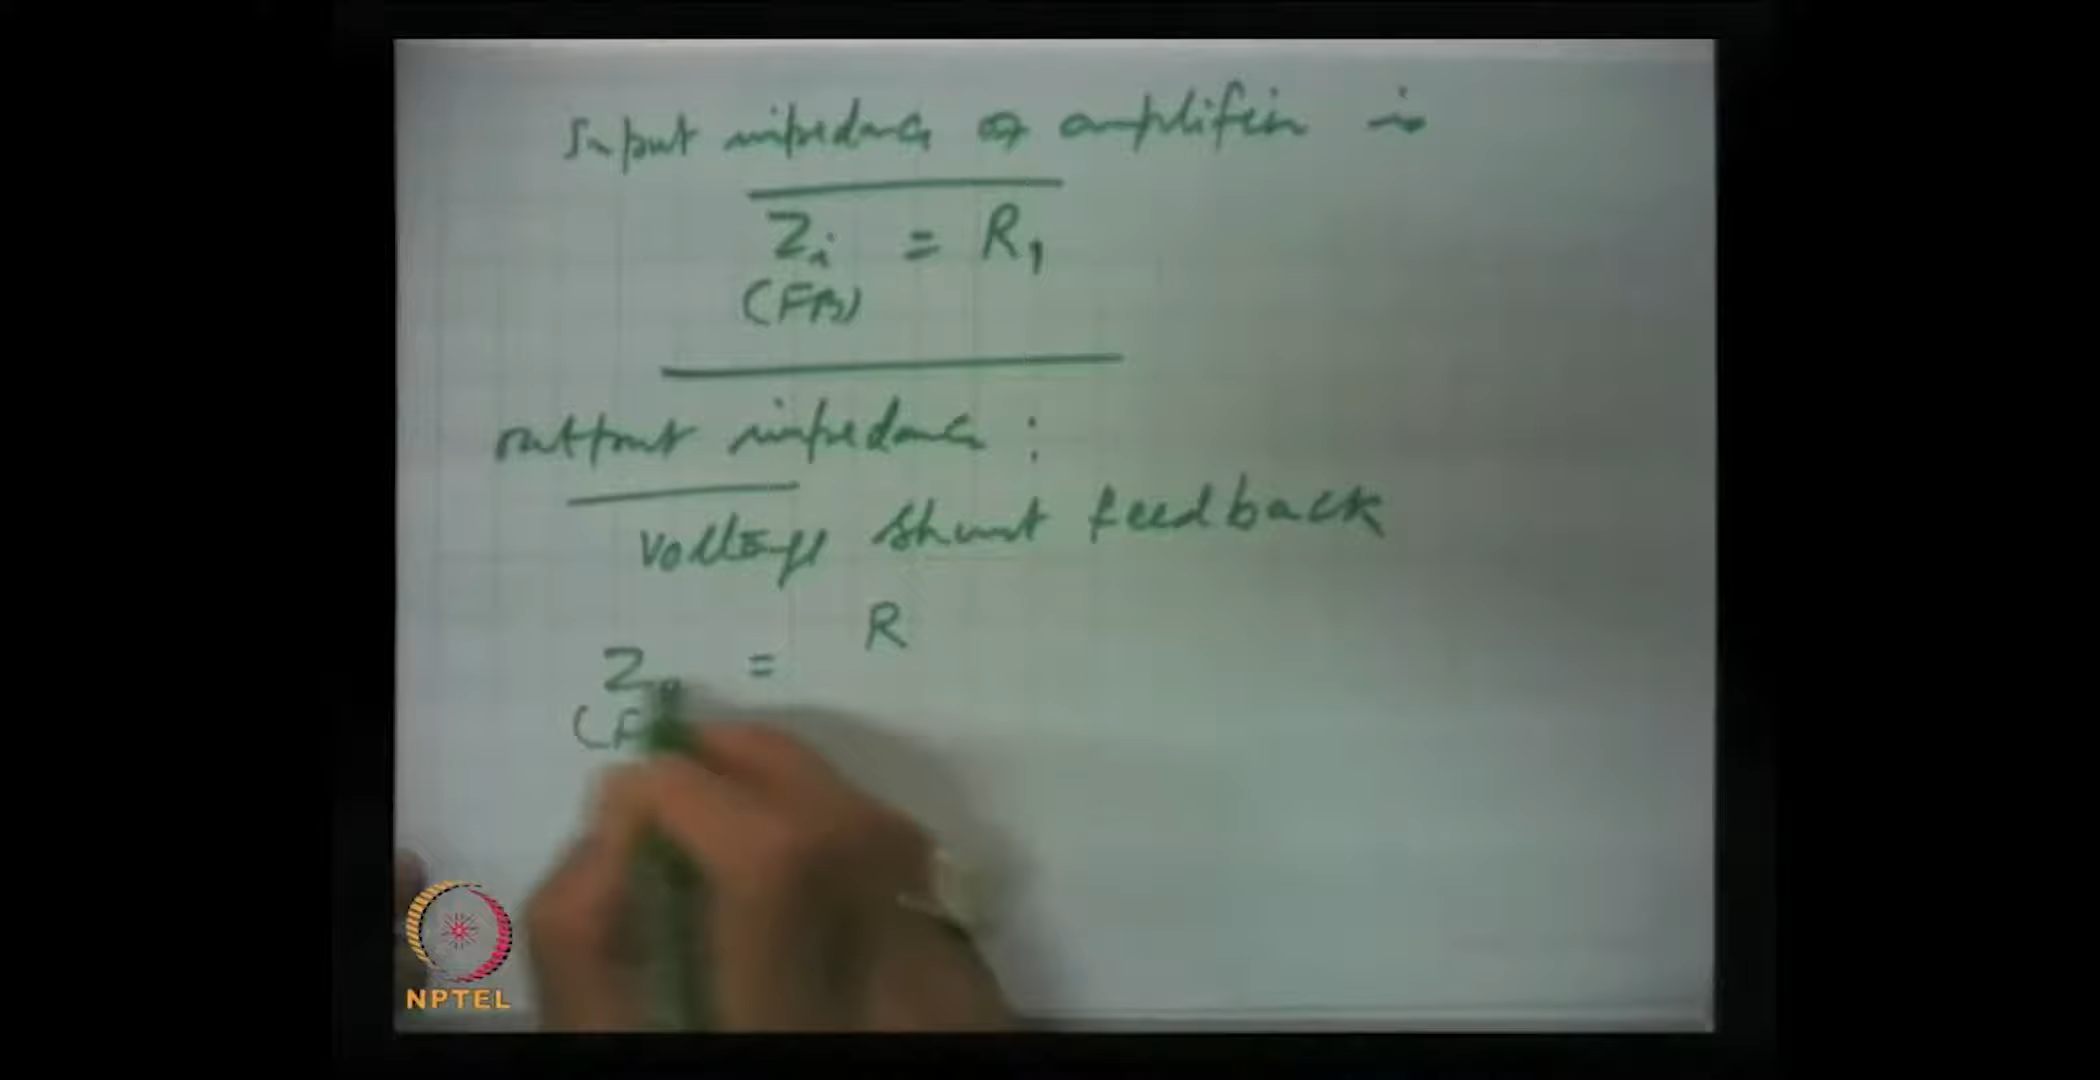 Input impedance of amplifier is
Zi = R1
(FB)
output impedance :
voltage shunt feedback
R
Zo =
(F
NPTEL